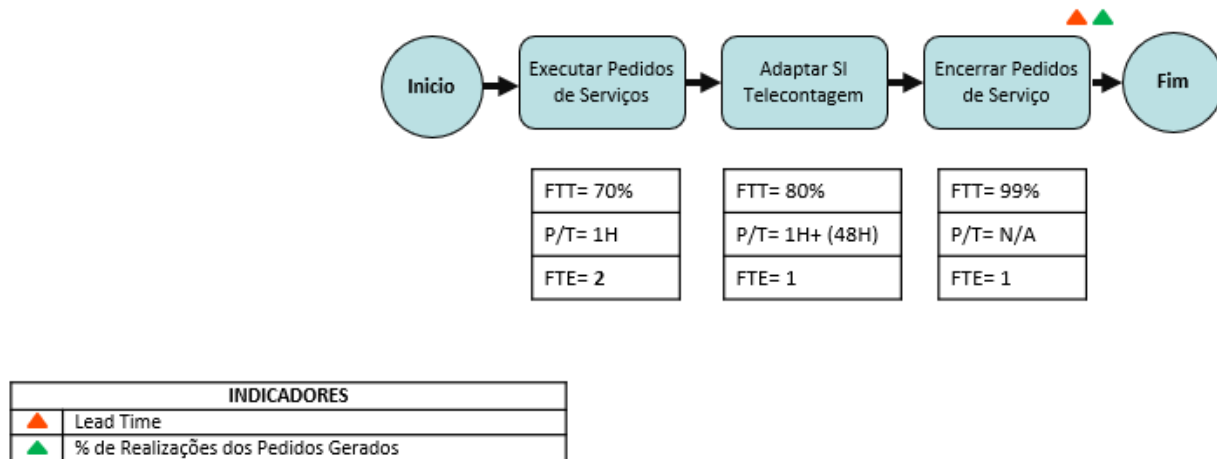 Inicio
Executar Pedidos
de Serviços
Adaptar SI
Telecontagem
Encerrar Pedidos
de Serviço
Fim
FTT= 70%
P/T= 1H
FTE= 2
FTT= 80%
P/T= 1H+ (48H)
FTE= 1
FTT= 99%
P/T= N/A
FTE= 1
INDICADORES
Lead Time
% de Realizações dos Pedidos Gerados